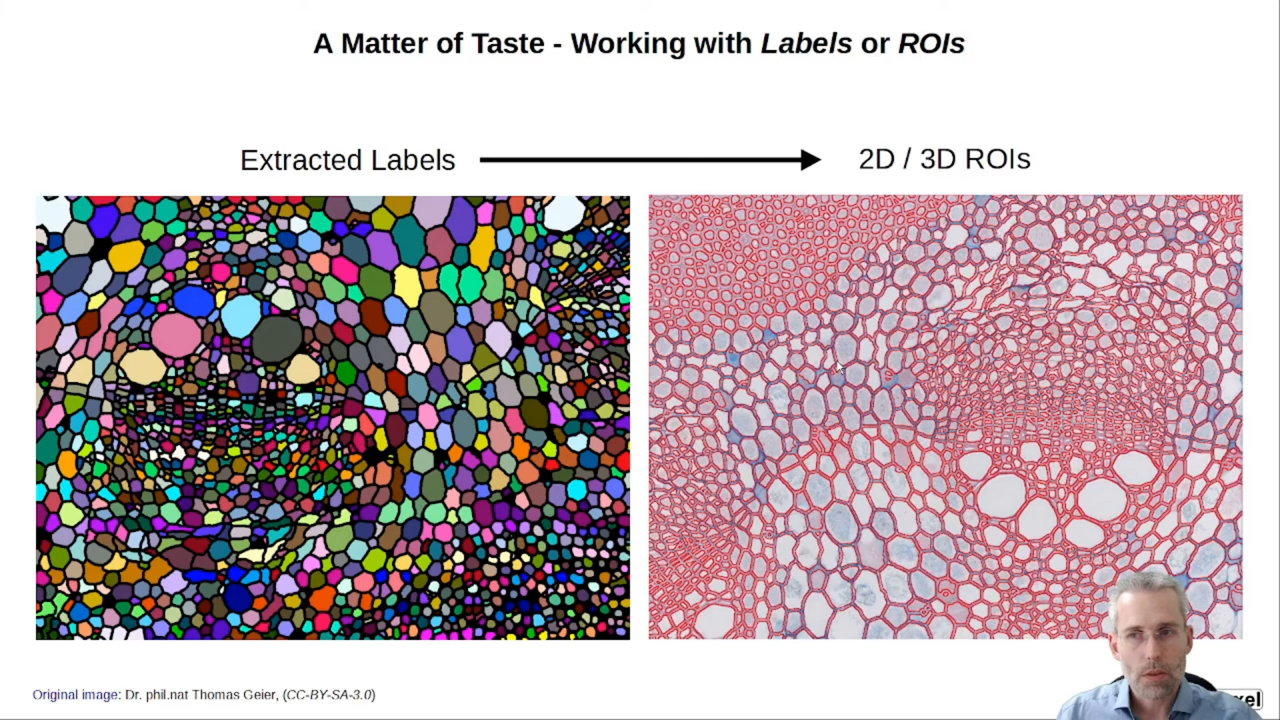 A Matter of Taste - Working with Labels or ROIs
Extracted Labels
2D / 3D ROIs
Original image: Dr. phil.nat Thomas Geier, (CC-BY-SA-3.0)